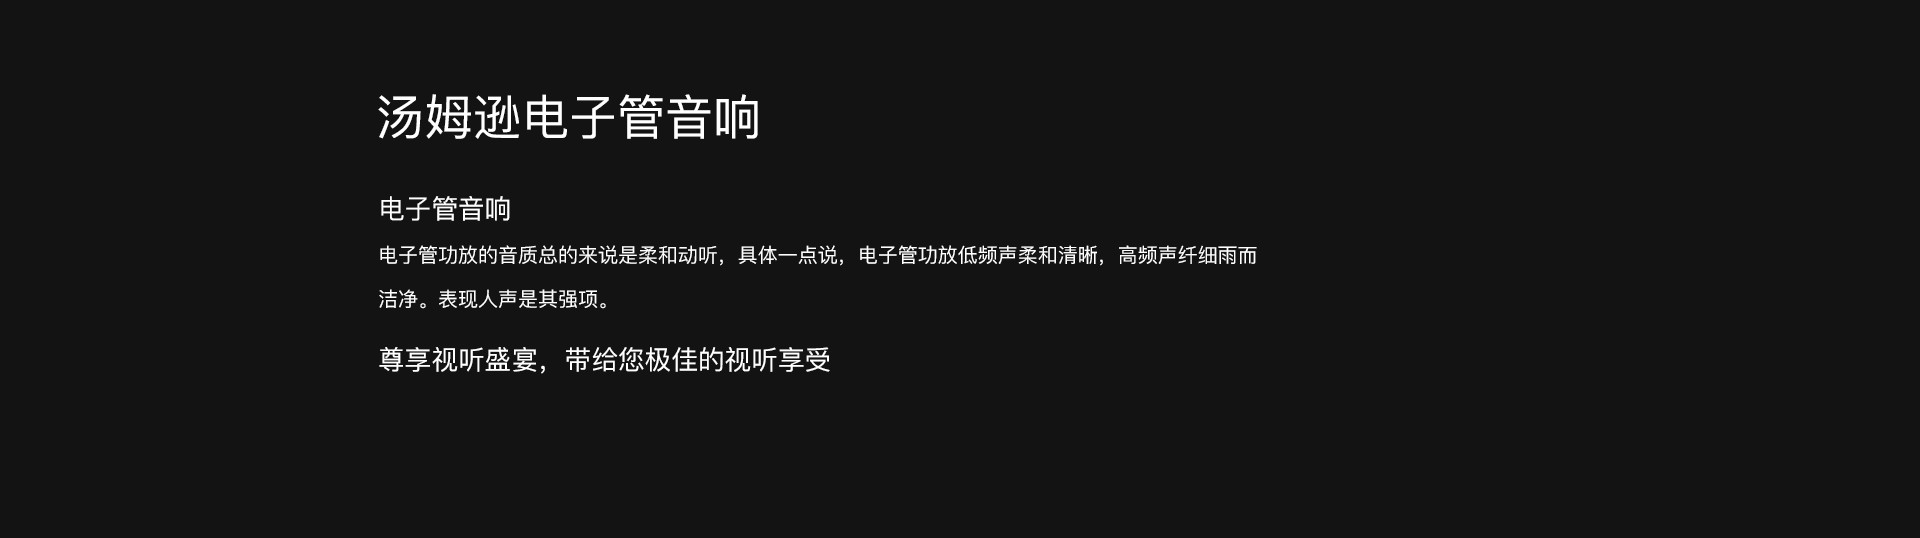 汤姆逊电子管音响
电子管音响
电子管功放的音质总的来说是柔和动听，具体一点说，电子管功放低频声柔和清晰，高频声纤细雨而
洁净。表现人声是其强项。
尊享视听盛宴，带给您极佳的视听享受